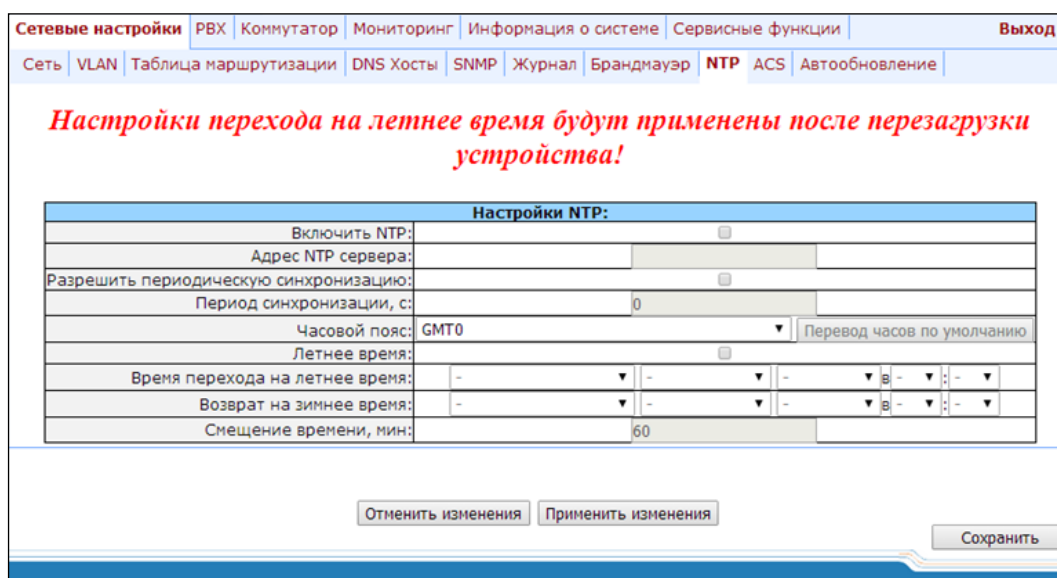 Сетевые настройки PBX Коммутатор Мониторинг Информация о системе Сервисные функции Выход
Сеть VLAN Таблица маршрутизации DNS Хосты SNMP Журнал Брандмауэр NTP ACS Автообновление
Настройки перехода на летнее время будут применены после перезагрузки
устройства!
Настройки NTP:
Включить NTP:
Адрес NTP сервера:
Разрешить периодическую синхронизацию:
Период синхронизации, с: 0
Часовой пояс: GMT0 Перевод часов по умолчанию
Летнее время:
Время перехода на летнее время: - - - в - : -
Возврат на зимнее время: - - - в - : -
Смещение времени, мин: 60
Отменить изменения Применить изменения
Сохранить